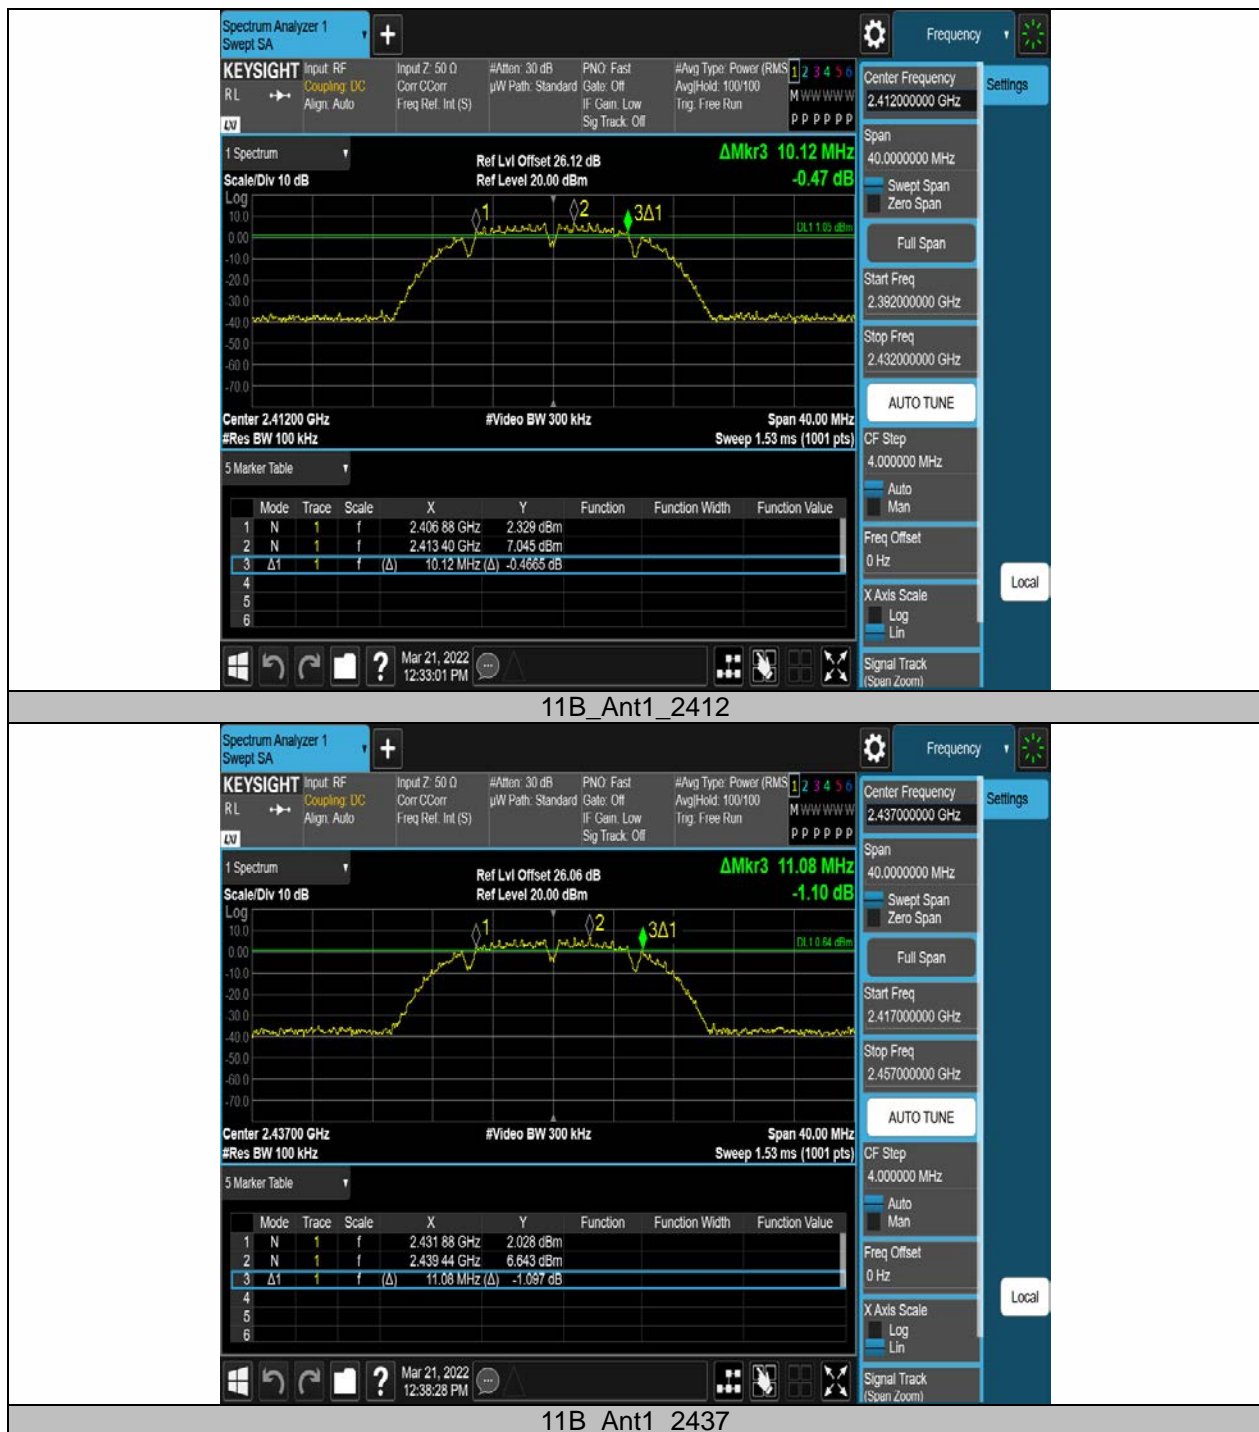 Spectrum Analyzer 1
Swept SA
+
Frequency
KEYSIGHT
RL
LXI
Input: RF
Coupling: DC
Align: Auto
Input Z: 50 Ω
Corr CCorr
Freq Ref: Int (S)
#Atten: 30 dB
µW Path: Standard
PNO: Fast
Gate: Off
IF Gain: Low
Sig Track: Off
#Avg Type: Power (RMS
Avg|Hold: 100/100
Trig: Free Run
1 2 3 4 5 6
M W W W W W
P P P P P P
1 Spectrum
Scale/Div 10 dB
Ref Lvl Offset 26.12 dB
Ref Level 20.00 dBm
ΔMkr3 10.12 MHz
-0.47 dB
Log
10.0
0.00
-10.0
-20.0
-30.0
-40.0
-50.0
-60.0
-70.0
1
2
3Δ1
DL1 1.05 dBm
Center 2.41200 GHz
#Video BW 300 kHz
Span 40.00 MHz
#Res BW 100 kHz
Sweep 1.53 ms (1001 pts)
5 Marker Table
Mode Trace Scale X Y Function Function Width Function Value
1 N 1 f 2.406 88 GHz 2.329 dBm
2 N 1 f 2.413 40 GHz 7.045 dBm
3 Δ1 1 f (Δ) 10.12 MHz (Δ) -0.4665 dB
4
5
6
Mar 21, 2022
12:33:01 PM
Center Frequency
2.412000000 GHz
Settings
Span
40.0000000 MHz
Swept Span
Zero Span
Full Span
Start Freq
2.392000000 GHz
Stop Freq
2.432000000 GHz
AUTO TUNE
CF Step
4.000000 MHz
Auto
Man
Freq Offset
0 Hz
X Axis Scale
Log
Lin
Local
Signal Track
(Span Zoom)
11B_Ant1_2412
Spectrum Analyzer 1
Swept SA
+
Frequency
KEYSIGHT
RL
LXI
Input: RF
Coupling: DC
Align: Auto
Input Z: 50 Ω
Corr CCorr
Freq Ref: Int (S)
#Atten: 30 dB
µW Path: Standard
PNO: Fast
Gate: Off
IF Gain: Low
Sig Track: Off
#Avg Type: Power (RMS
Avg|Hold: 100/100
Trig: Free Run
1 2 3 4 5 6
M W W W W W
P P P P P P
1 Spectrum
Scale/Div 10 dB
Ref Lvl Offset 26.06 dB
Ref Level 20.00 dBm
ΔMkr3 11.08 MHz
-1.10 dB
Log
10.0
0.00
-10.0
-20.0
-30.0
-40.0
-50.0
-60.0
-70.0
1
2
3Δ1
DL1 0.64 dBm
Center 2.43700 GHz
#Video BW 300 kHz
Span 40.00 MHz
#Res BW 100 kHz
Sweep 1.53 ms (1001 pts)
5 Marker Table
Mode Trace Scale X Y Function Function Width Function Value
1 N 1 f 2.431 88 GHz 2.028 dBm
2 N 1 f 2.439 44 GHz 6.643 dBm
3 Δ1 1 f (Δ) 11.08 MHz (Δ) -1.097 dB
4
5
6
Mar 21, 2022
12:38:28 PM
Center Frequency
2.437000000 GHz
Settings
Span
40.0000000 MHz
Swept Span
Zero Span
Full Span
Start Freq
2.417000000 GHz
Stop Freq
2.457000000 GHz
AUTO TUNE
CF Step
4.000000 MHz
Auto
Man
Freq Offset
0 Hz
X Axis Scale
Log
Lin
Local
Signal Track
(Span Zoom)
11B_Ant1_2437